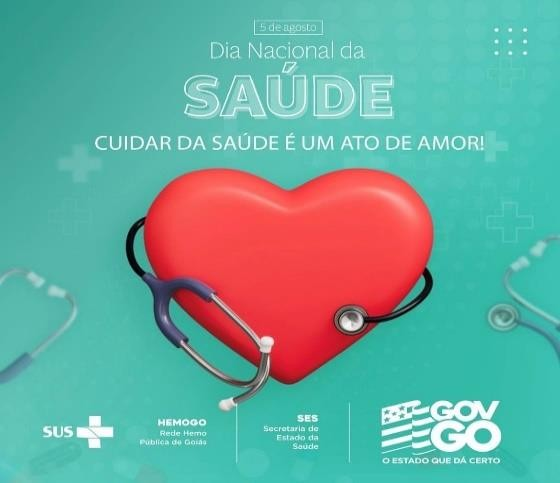 5 de agosto
Dia Nacional da
SAÚDE
CUIDAR DA SAÚDE É UM ATO DE AMOR!
SUS
HEMOGO
Rede Hemo
Pública de Goiás
SES
Secretaria de
Estado da
Saúde
GOV
GO
O ESTADO QUE DÁ CERTO